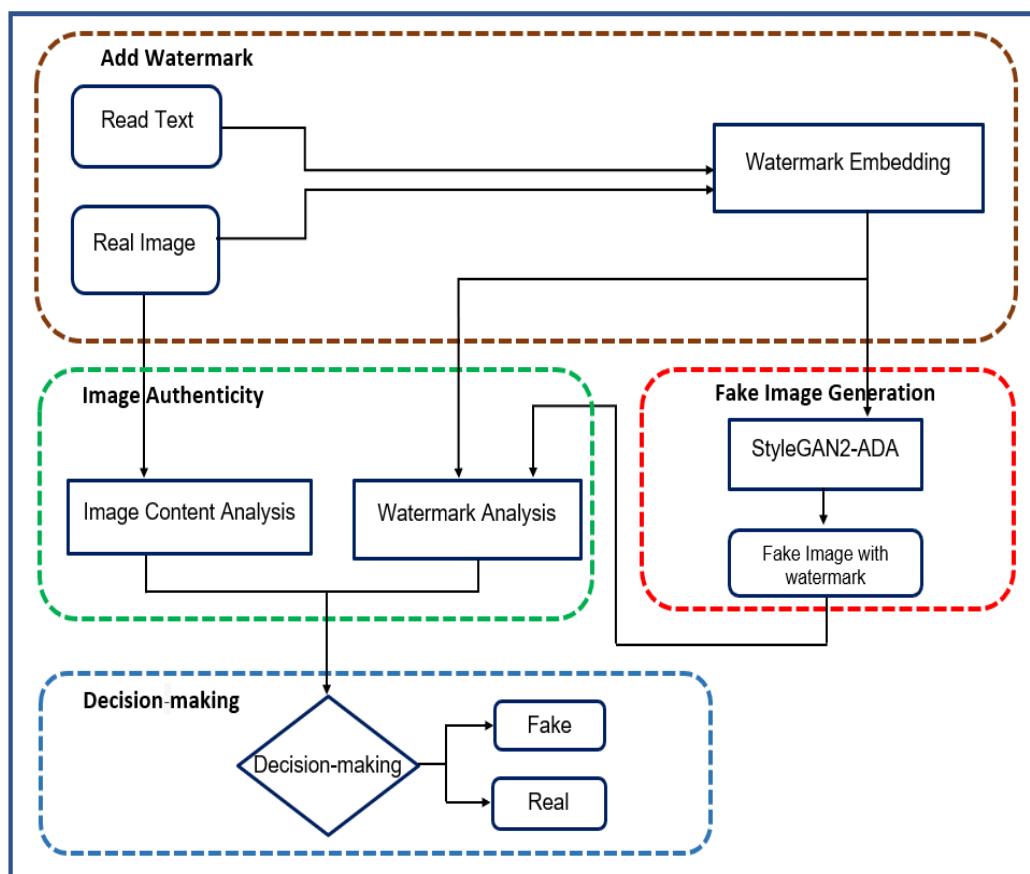 Add Watermark
Read Text
Watermark Embedding
Real Image
Image Authenticity
Fake Image Generation
StyleGAN2-ADA
Image Content Analysis
Watermark Analysis
Fake Image with
watermark
Decision-making
Fake
Decision-making
Real